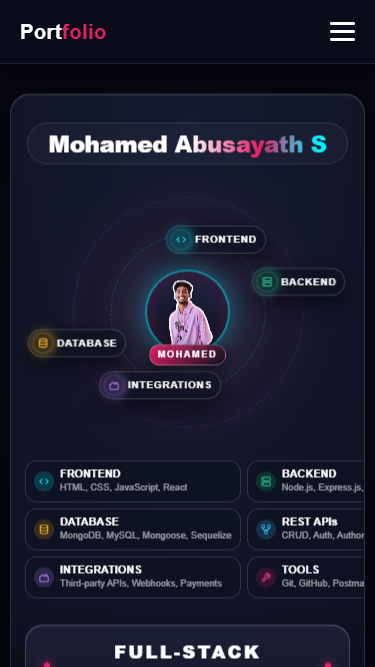 Portfolio
Mohamed Abusayath S
FRONTEND
BACKEND
DATABASE
MOHAMED
INTEGRATIONS
FRONTEND
HTML, CSS, JavaScript, React
BACKEND
Node.js, Express.js,
DATABASE
MongoDB, MySQL, Mongoose, Sequelize
REST APIs
CRUD, Auth, Author
INTEGRATIONS
Third-party APIs, Webhooks, Payments
TOOLS
Git, GitHub, Postma
FULL-STACK